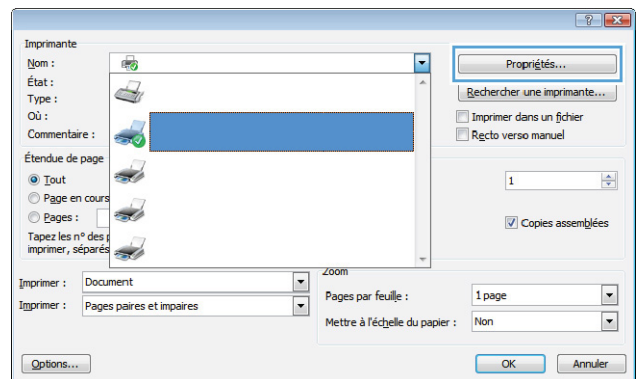 Imprimante
Nom :
Propriétés...
État :
Type :
Rechercher une imprimante...
Où :
Imprimer dans un fichier
Commentaire :
Recto verso manuel
Étendue de page
Tout
1
Page en cours
Pages :
Copies assemblées
Tapez les n° des
imprimer, séparés
Zoom
Imprimer : Document
Pages par feuille : 1 page
Imprimer : Pages paires et impaires
Mettre à l'échelle du papier : Non
Options...
OK
Annuler